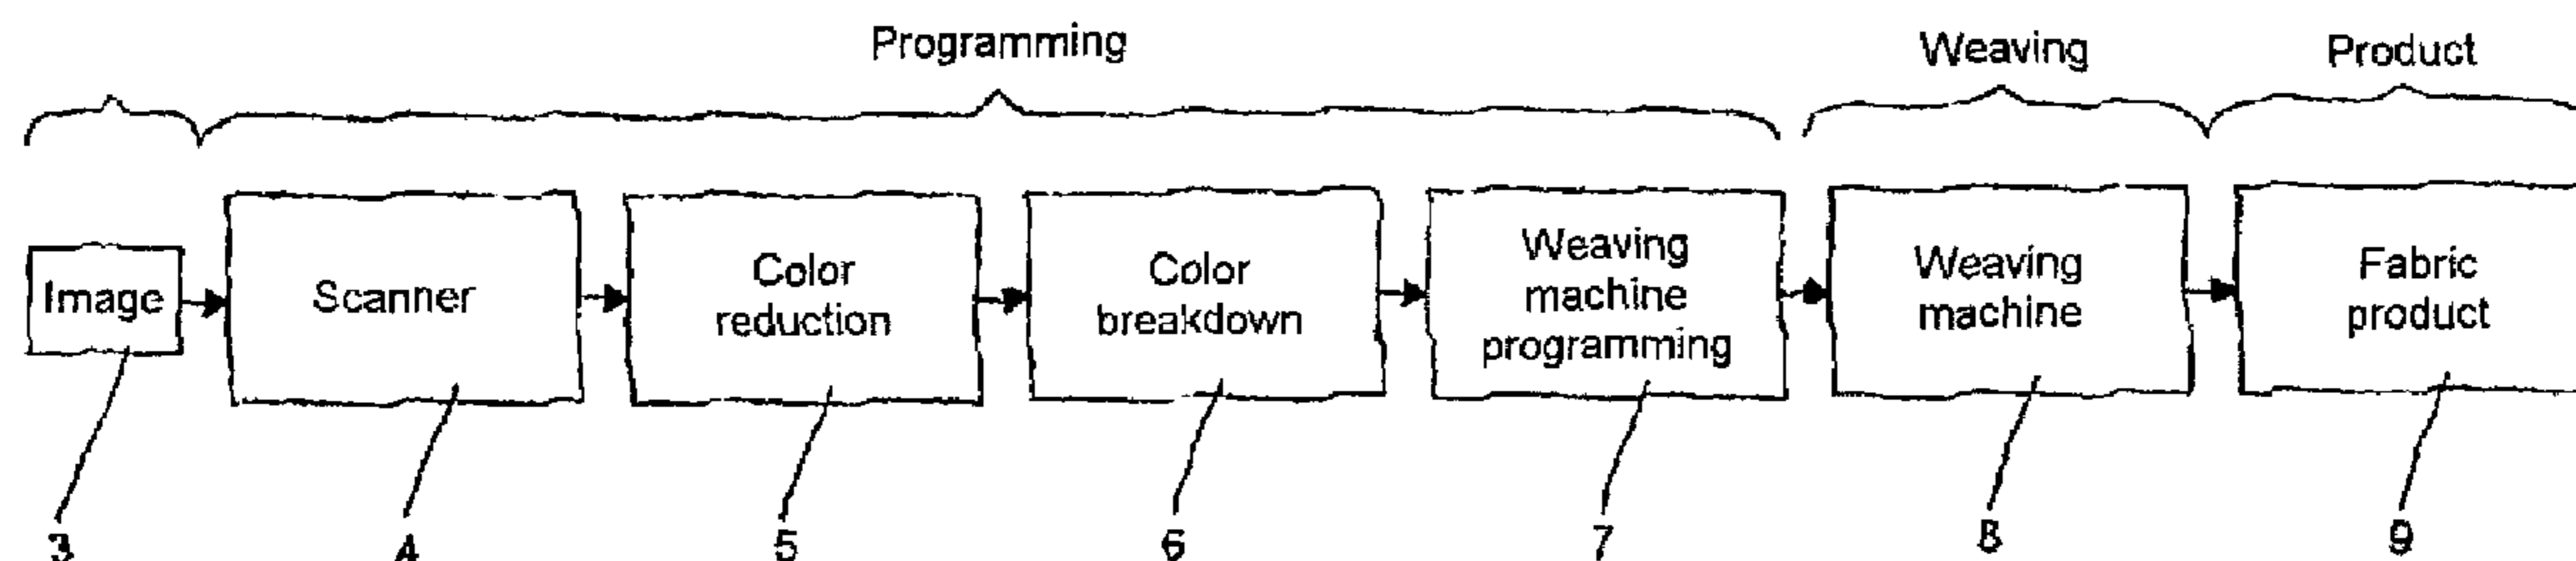 Programming
Weaving
Product
Image
Scanner
Color
reduction
Color
breakdown
Weaving
machine
programming
Weaving
machine
Fabric
product
3
4
5
6
7
8
9